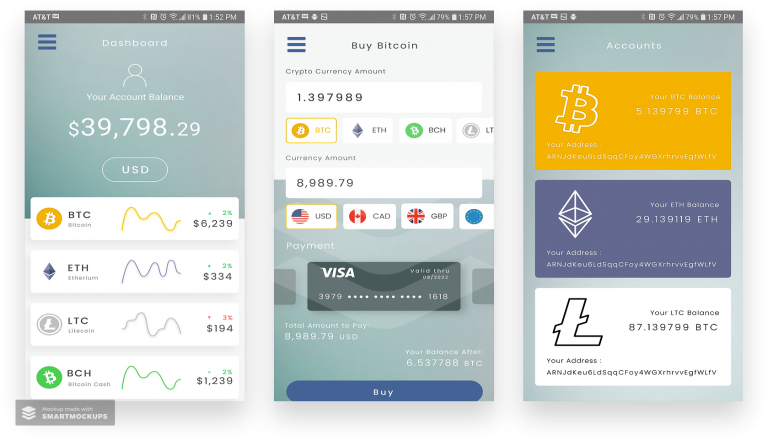 AT&T 81% 1:52 PM
Dashboard
Your Account Balance
$39,798.29
USD
BTC
Bitcoin
2%
$6,239
ETH
Etherium
2%
$334
LTC
Litecoin
3%
$194
BCH
Bitcoin Cash
2%
$1,239
Mockup made with
SMARTMOCKUPS
AT&T 79% 1:57 PM
Buy Bitcoin
Crypto Currency Amount
1.397989
BTC ETH BCH LT
Currency Amount
8,989.79
USD CAD GBP
Payment
VISA
Valid thru
08/2022
3979 •••• •••• •••• 1618
Total Amount to Pay:
8,989.79 USD
Your Balance After:
6.537788 BTC
Buy
AT&T 79% 1:57 PM
Accounts
Your BTC Balance
5.139799 BTC
Your Address :
ARNJdKeu6LdSqqCFoy4WGXrhrvvEgfWLfV
Your ETH Balance
29.139119 ETH
Your Address :
ARNJdKeu6LdSqqCFoy4WGXrhrvvEgfWLfV
Your LTC Balance
87.139799 BTC
Your Address :
ARNJdKeu6LdSqqCFoy4WGXrhrvvEgfWLfV